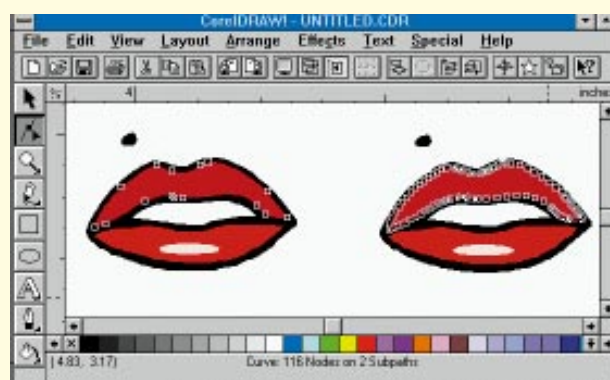 CorelDRAW! - UNTITLED.CDR
File Edit View Layout Arrange Effects Text Special Help
4 inches
(4.83, 3.17) Curve: 116 Nodes on 2 Subpaths